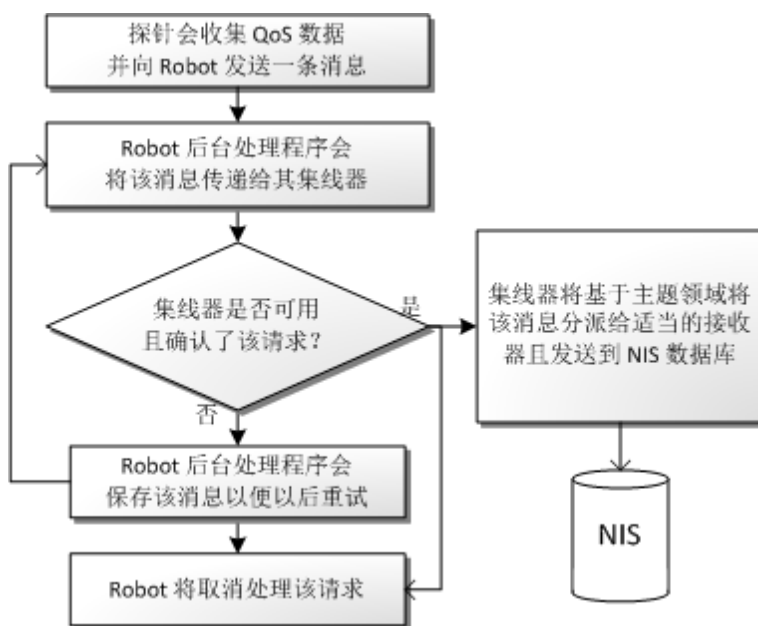 探针会收集 QoS 数据
并向 Robot 发送一条消息
Robot 后台处理程序会
将该消息传递给其集线器
集线器是否可用
且确认了该请求？
是
集线器将基于主题领域将
该消息分派给适当的接收
器且发送到 NIS 数据库
否
Robot 后台处理程序会
保存该消息以便以后重试
NIS
Robot 将取消处理该请求